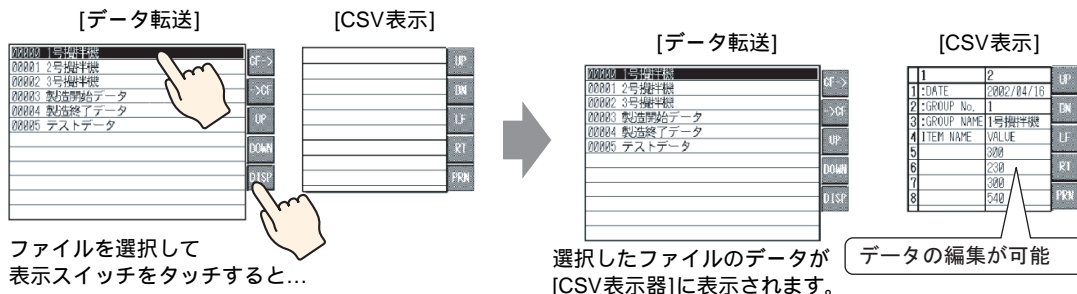 [データ転送]
[CSV表示]
00000 1号撹拌機
00001 2号撹拌機
00002 3号撹拌機
00003 製造開始データ
00004 製造終了データ
00005 テストデータ
CF->
->CF
UP
DOWN
DISP
UP
DN
LF
RT
PRN
ファイルを選択して
表示スイッチをタッチすると…
[データ転送]
[CSV表示]
00000 1号撹拌機
00001 2号撹拌機
00002 3号撹拌機
00003 製造開始データ
00004 製造終了データ
00005 テストデータ
CF->
->CF
UP
DOWN
DISP
1 2
1 :DATE 2002/04/16
2 :GROUP No. 1
3 :GROUP NAME 1号撹拌機
4 ITEM NAME VALUE
5 300
6 230
7 300
8 540
UP
DN
LF
RT
PRN
データの編集が可能
選択したファイルのデータが
[CSV表示器]に表示されます。